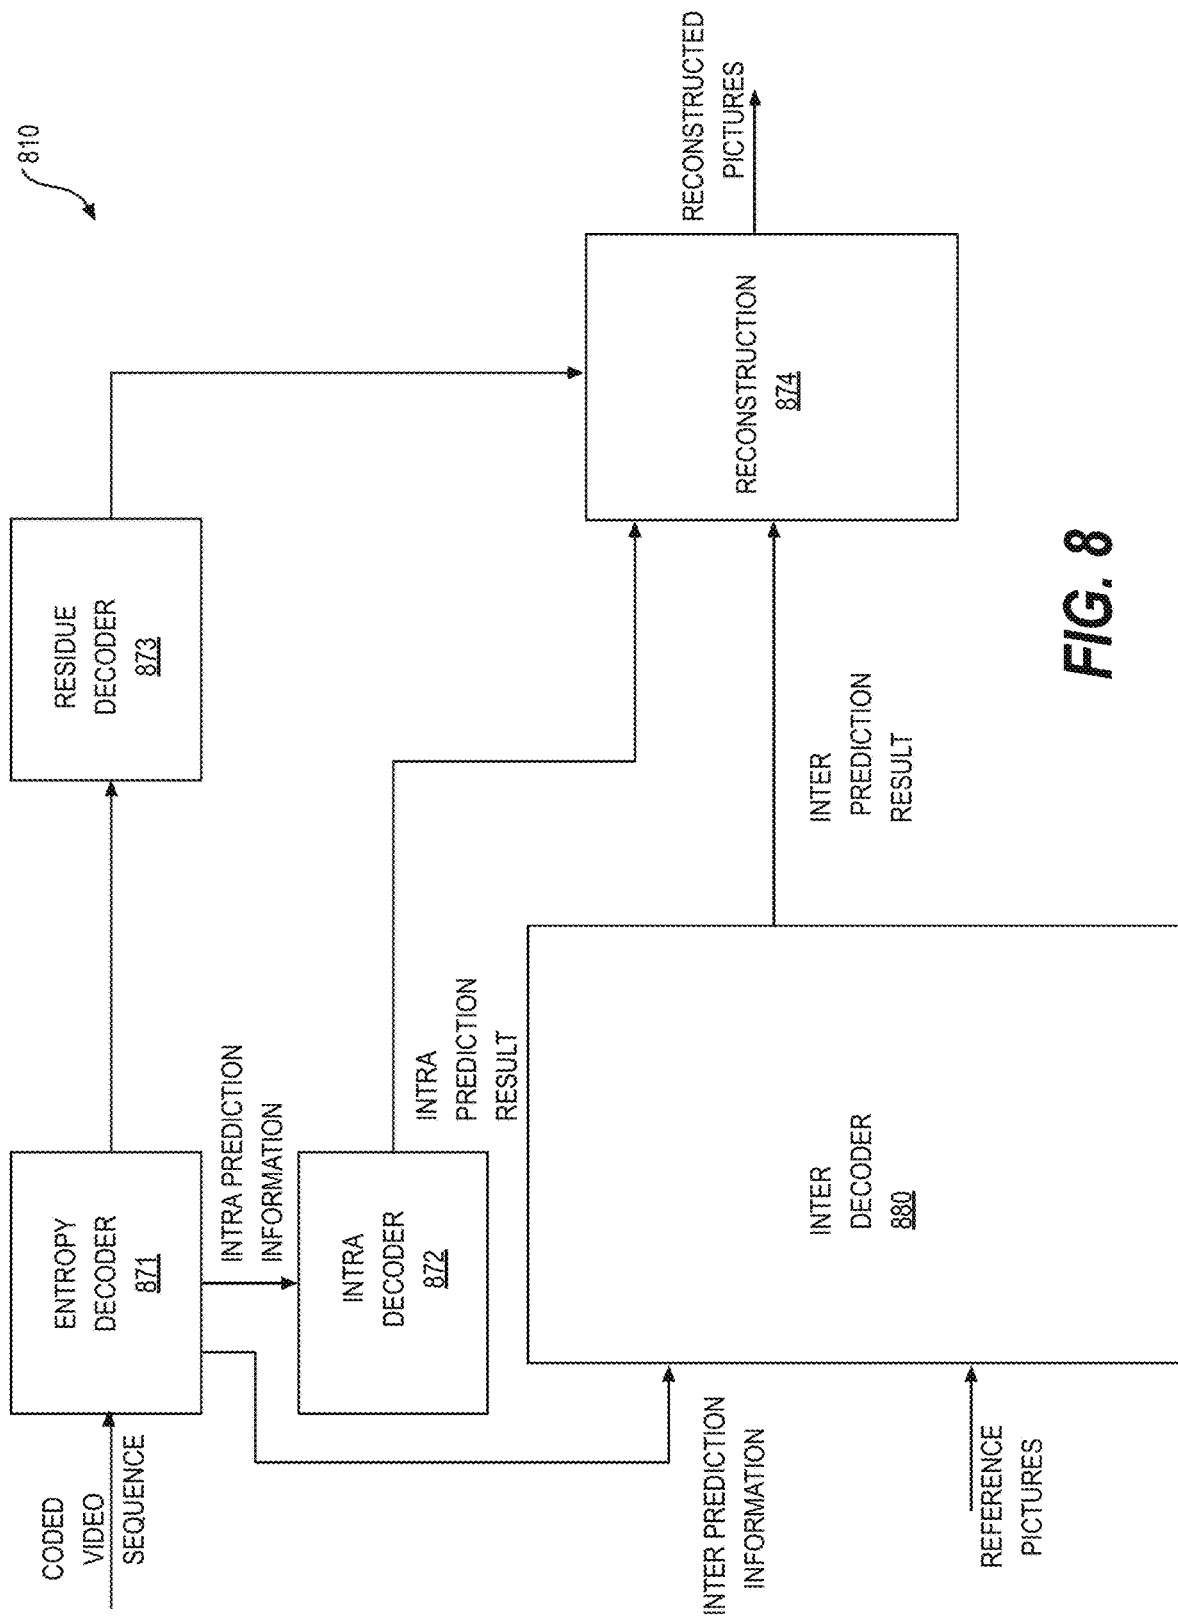 810
CODED
VIDEO
SEQUENCE
ENTROPY
DECODER
871
RESIDUE
DECODER
873
INTRA PREDICTION
INFORMATION
INTRA
DECODER
872
INTRA
PREDICTION
RESULT
RECONSTRUCTED
PICTURES
RECONSTRUCTION
874
INTER PREDICTION
INFORMATION
INTER
DECODER
880
INTER
PREDICTION
RESULT
REFERENCE
PICTURES
FIG. 8